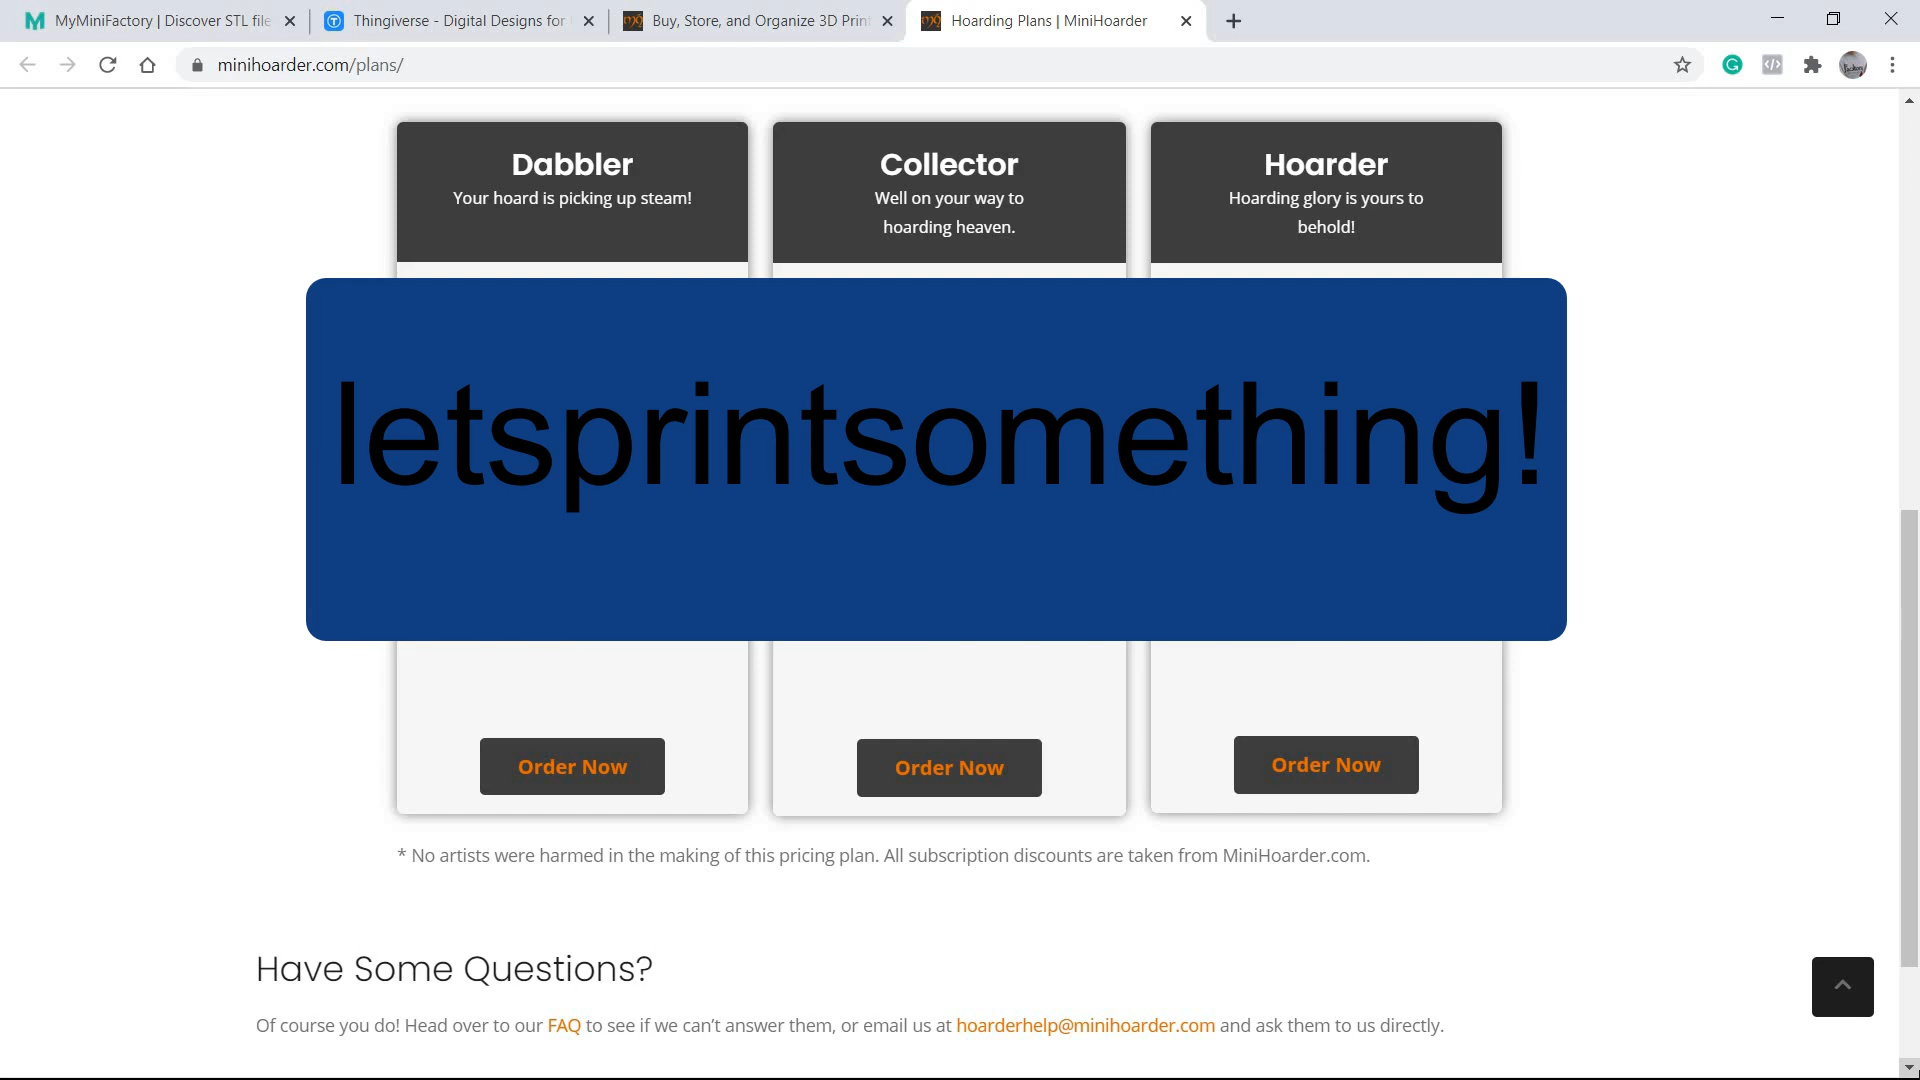 MyMiniFactory | Discover STL file
Thingiverse - Digital Designs for
Buy, Store, and Organize 3D Prin
Hoarding Plans | MiniHoarder
minihoarder.com/plans/
Dabbler
Your hoard is picking up steam!
Collector
Well on your way to
hoarding heaven.
Hoarder
Hoarding glory is yours to
behold!
letsprintsomething!
Order Now
Order Now
Order Now
* No artists were harmed in the making of this pricing plan. All subscription discounts are taken from MiniHoarder.com.
Have Some Questions?
Of course you do! Head over to our FAQ to see if we can’t answer them, or email us at hoarderhelp@minihoarder.com and ask them to us directly.